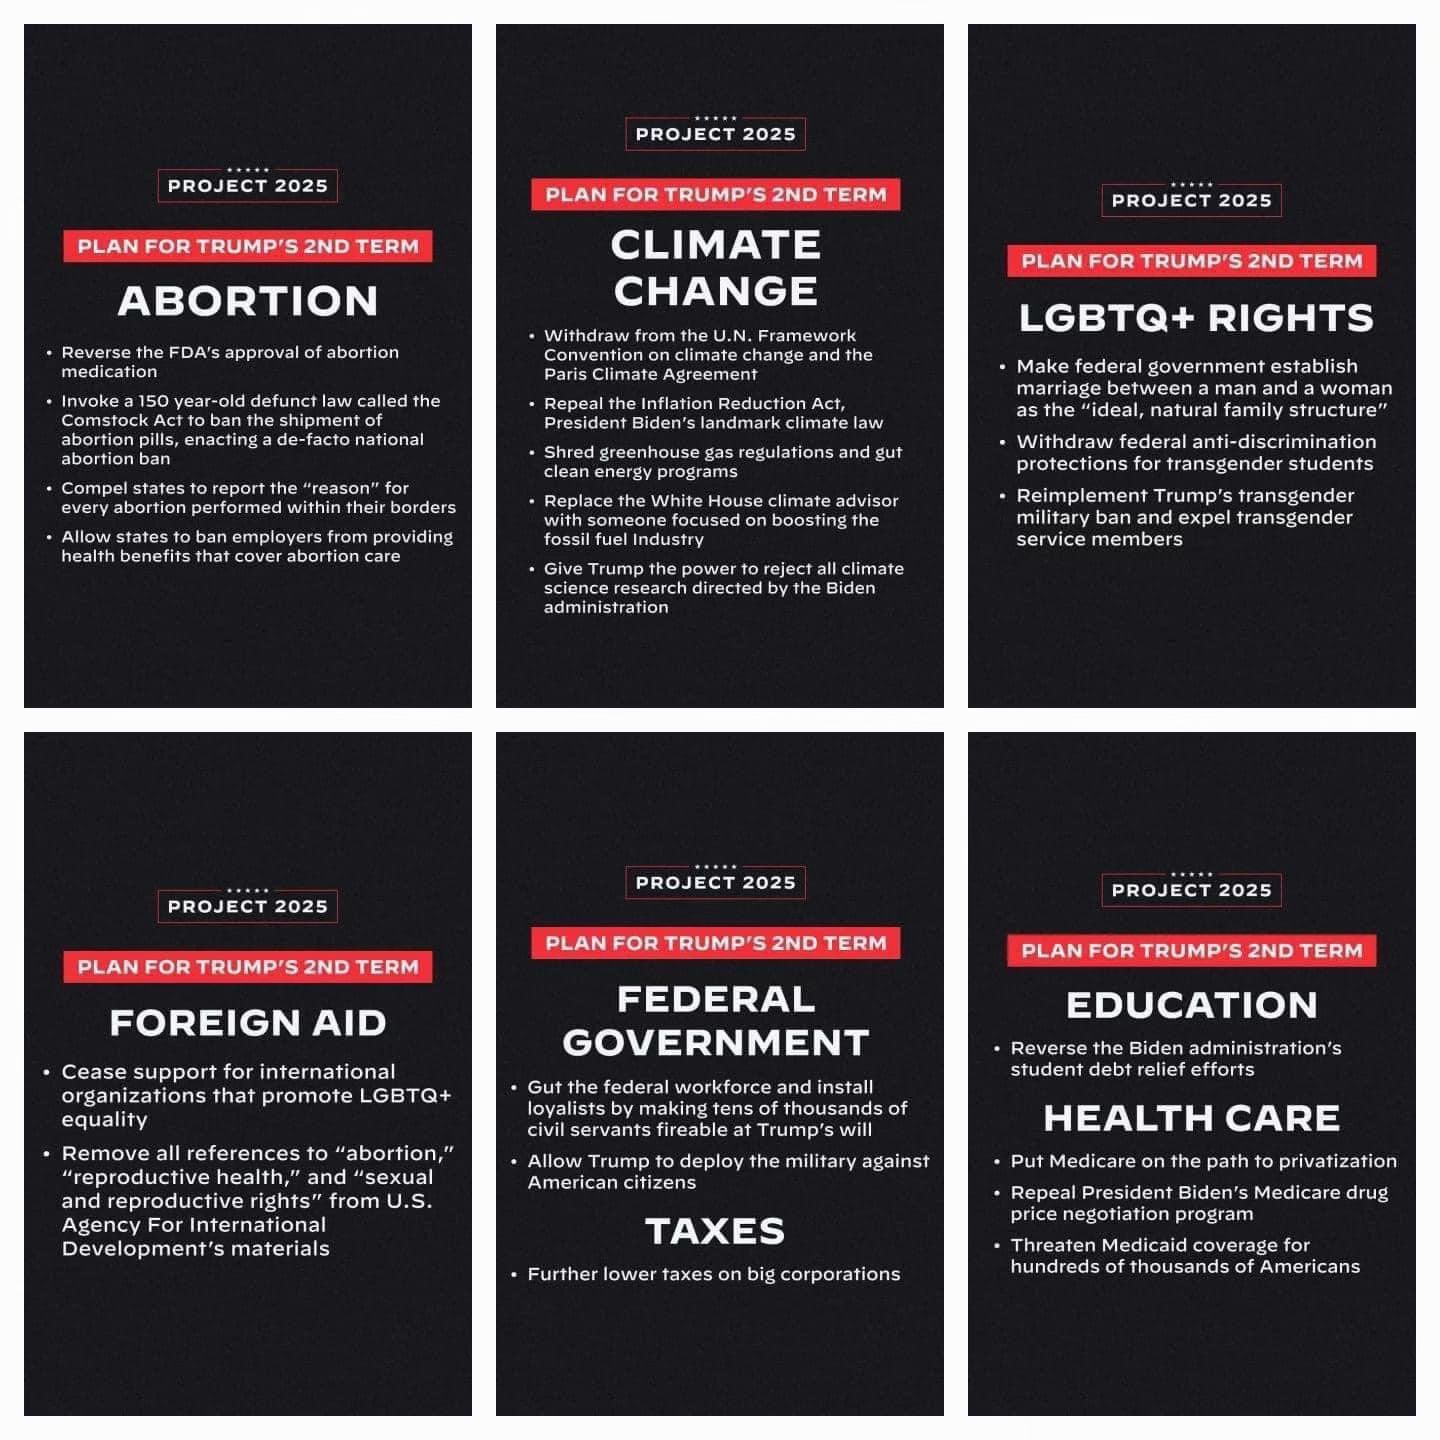 PROJECT 2025
PLAN FOR TRUMP’S 2ND TERM
ABORTION
• Reverse the FDA’s approval of abortion
medication
• Invoke a 150 year-old defunct law called the
Comstock Act to ban the shipment of
abortion pills, enacting a de-facto national
abortion ban
• Compel states to report the “reason” for
every abortion performed within their borders
• Allow states to ban employers from providing
health benefits that cover abortion care
PROJECT 2025
PLAN FOR TRUMP’S 2ND TERM
CLIMATE
CHANGE
• Withdraw from the U.N. Framework
Convention on climate change and the
Paris Climate Agreement
• Repeal the Inflation Reduction Act,
President Biden’s landmark climate law
• Shred greenhouse gas regulations and gut
clean energy programs
• Replace the White House climate advisor
with someone focused on boosting the
fossil fuel Industry
• Give Trump the power to reject all climate
science research directed by the Biden
administration
PROJECT 2025
PLAN FOR TRUMP’S 2ND TERM
LGBTQ+ RIGHTS
• Make federal government establish
marriage between a man and a woman
as the “ideal, natural family structure”
• Withdraw federal anti-discrimination
protections for transgender students
• Reimplement Trump’s transgender
military ban and expel transgender
service members
PROJECT 2025
PLAN FOR TRUMP’S 2ND TERM
FOREIGN AID
• Cease support for international
organizations that promote LGBTQ+
equality
• Remove all references to “abortion,”
“reproductive health,” and “sexual
and reproductive rights” from U.S.
Agency For International
Development’s materials
PROJECT 2025
PLAN FOR TRUMP’S 2ND TERM
FEDERAL
GOVERNMENT
• Gut the federal workforce and install
loyalists by making tens of thousands of
civil servants fireable at Trump’s will
• Allow Trump to deploy the military against
American citizens
TAXES
• Further lower taxes on big corporations
PROJECT 2025
PLAN FOR TRUMP’S 2ND TERM
EDUCATION
• Reverse the Biden administration’s
student debt relief efforts
HEALTH CARE
• Put Medicare on the path to privatization
• Repeal President Biden’s Medicare drug
price negotiation program
• Threaten Medicaid coverage for
hundreds of thousands of Americans